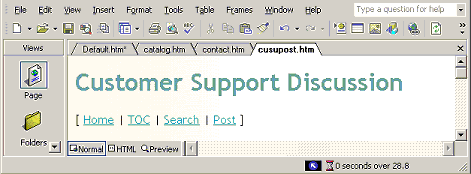 File Edit View Insert Format Tools Table Frames Window Help Type a question for help
Views Default.htm* catalog.htm contact.htm cusupost.htm
Customer Support Discussion
Page
[ Home | TOC | Search | Post ]
Folders
Normal HTML Preview
0 seconds over 28.8